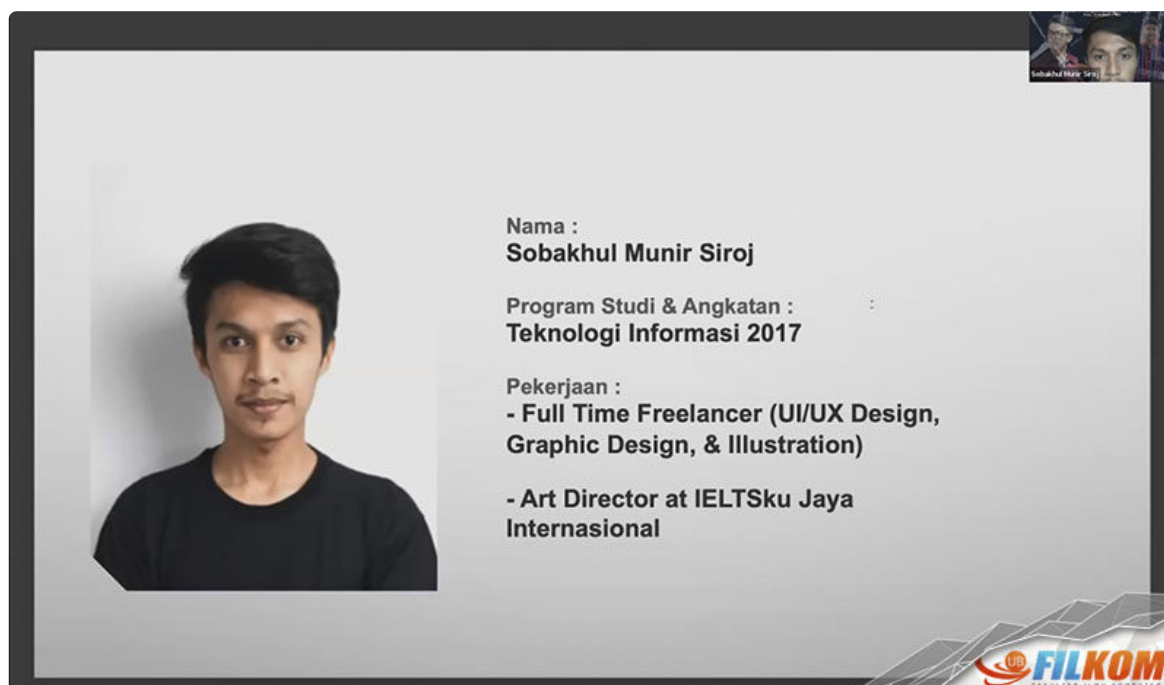 Sobakhul Munir Siroj
Nama :
Sobakhul Munir Siroj
Program Studi & Angkatan :
:
Teknologi Informasi 2017
Pekerjaan :
- Full Time Freelancer (UI/UX Design,
Graphic Design, & Illustration)
- Art Director at IELTSku Jaya
Internasional
UB
FILKOM